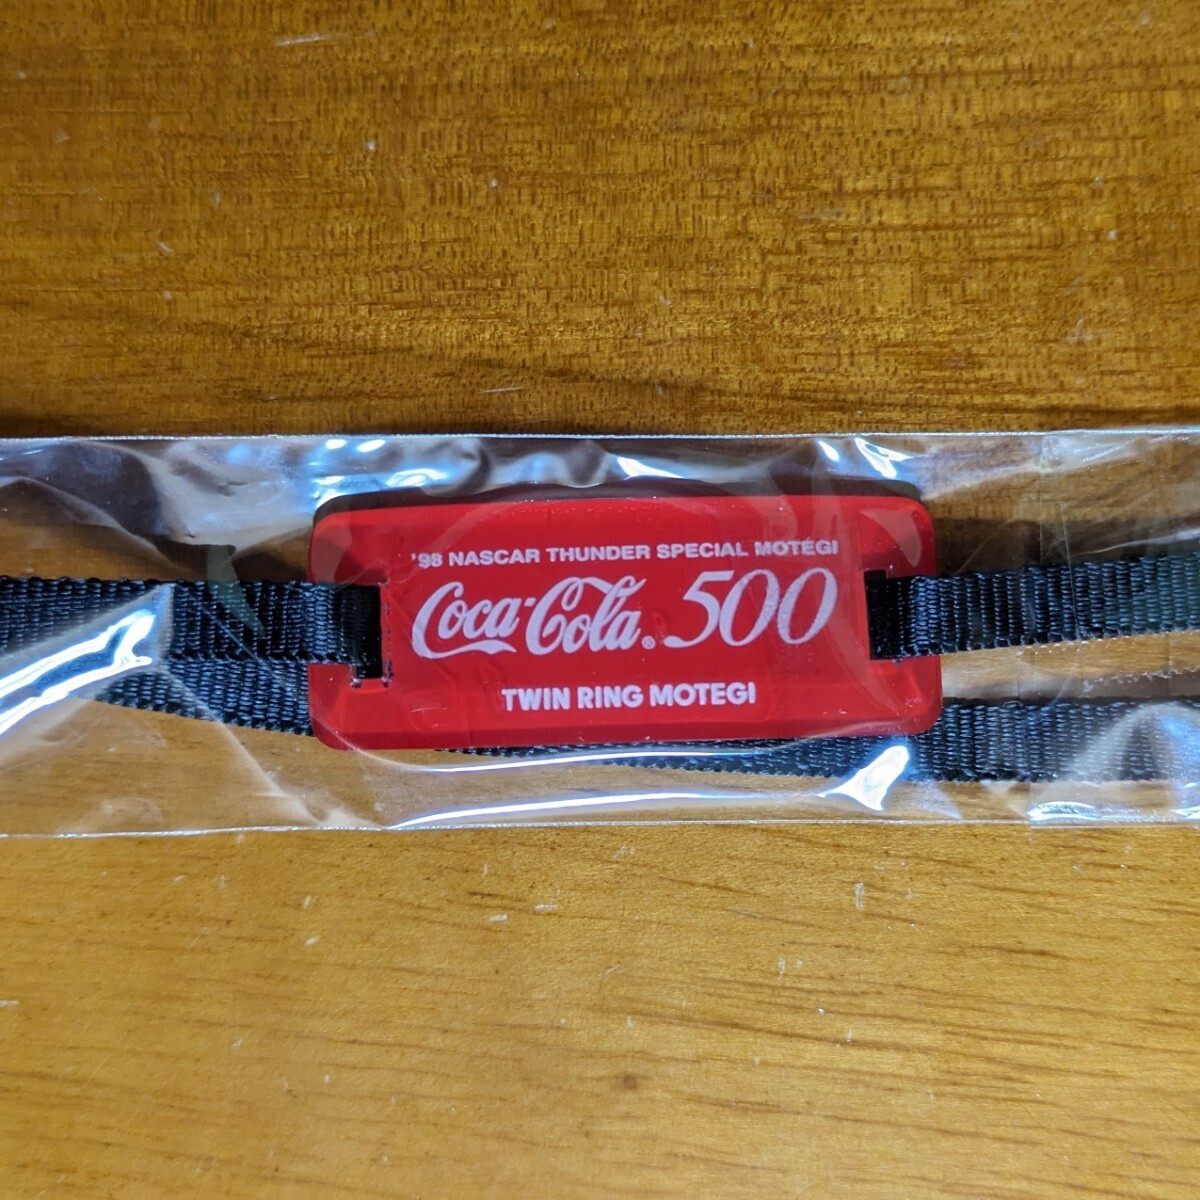 '98 NASCAR THUNDER SPECIAL MOTEGI
Coca-Cola® 500
TWIN RING MOTEGI